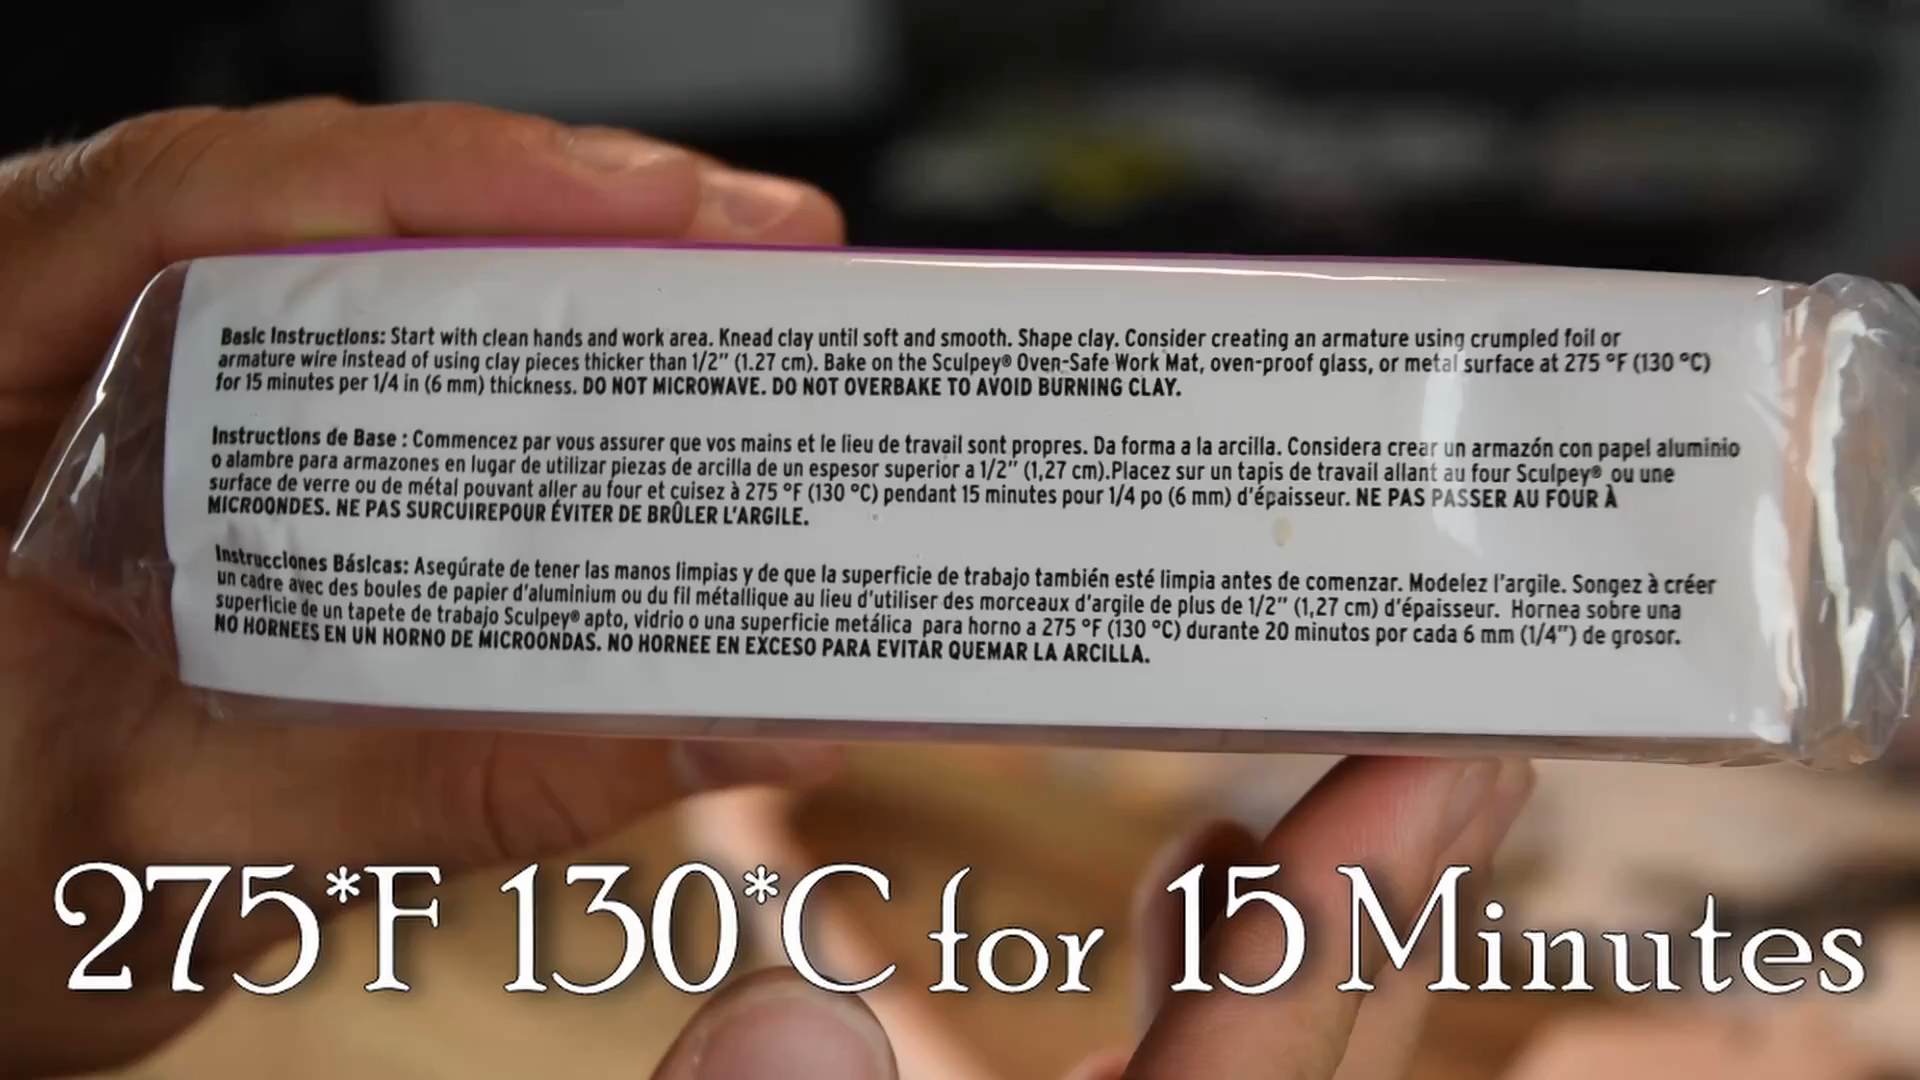 Basic Instructions: Start with clean hands and work area. Knead clay until soft and smooth. Shape clay. Consider creating an armature using crumpled foil or
armature wire instead of using clay pieces thicker than 1/2" (1.27 cm). Bake on the Sculpey® Oven-Safe Work Mat, oven-proof glass, or metal surface at 275 °F (130 °C)
for 15 minutes per 1/4 in (6 mm) thickness. DO NOT MICROWAVE. DO NOT OVERBAKE TO AVOID BURNING CLAY.
Instructions de Base : Commencez par vous assurer que vos mains et le lieu de travail sont propres. Da forma a la arcilla. Considera crear un armazón con papel aluminio
o alambre para armazones en lugar de utilizar piezas de arcilla de un espesor superior a 1/2" (1,27 cm).Placez sur un tapis de travail allant au four Sculpey® ou une
surface de verre ou de métal pouvant aller au four et cuisez à 275 °F (130 °C) pendant 15 minutes pour 1/4 po (6 mm) d'épaisseur. NE PAS PASSER AU FOUR À
MICROONDES. NE PAS SURCUIREPOUR ÉVITER DE BRÛLER L'ARGILE.
Instrucciones Básicas: Asegúrate de tener las manos limpias y de que la superficie de trabajo también esté limpia antes de comenzar. Modelez l'argile. Songez à créer
un cadre avec des boules de papier d'aluminium ou du fil métallique au lieu d'utiliser des morceaux d'argile de plus de 1/2" (1,27 cm) d'épaisseur. Hornea sobre una
superficie de un tapete de trabajo Sculpey® apto, vidrio o una superficie metálica para horno a 275 °F (130 °C) durante 20 minutos por cada 6 mm (1/4") de grosor.
NO HORNEES EN UN HORNO DE MICROONDAS. NO HORNEE EN EXCESO PARA EVITAR QUEMAR LA ARCILLA.
275*F 130*C for 15 Minutes